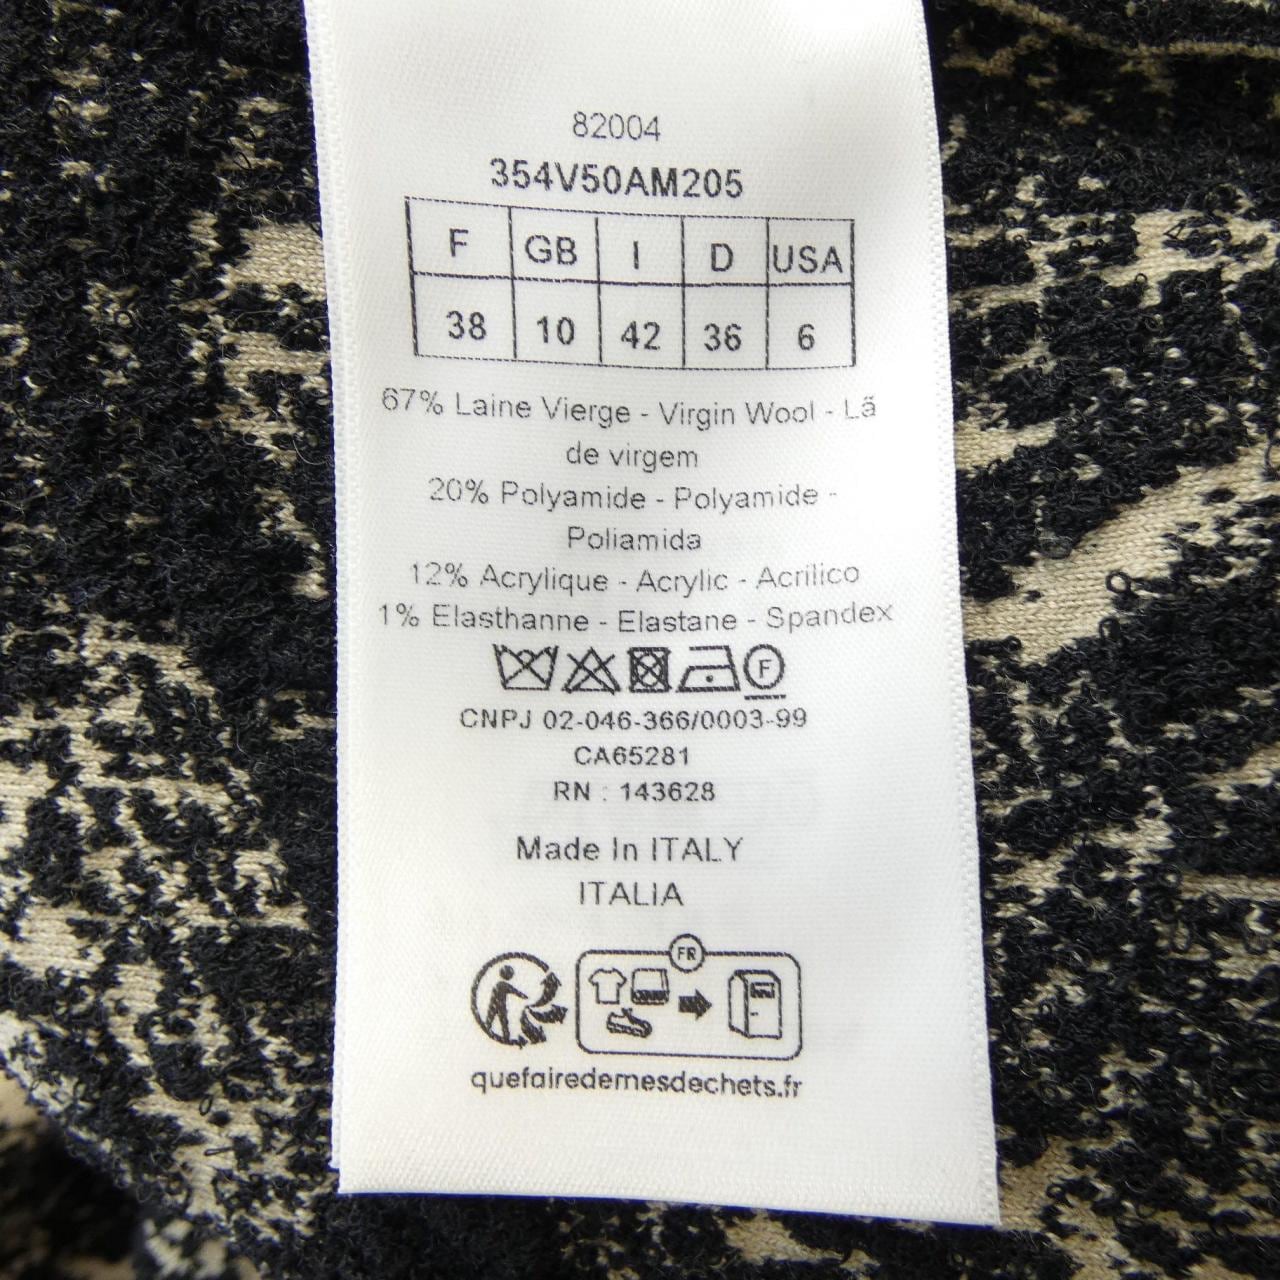 82004
354V50AM205
F GB I D USA
38 10 42 36 6
67% Laine Vierge - Virgin Wool - Lã
de virgem
20% Polyamide - Polyamide -
Poliamida
12% Acrylique - Acrylic - Acrílico
1% Elasthanne - Elastane - Spandex
F
CNPJ 02-046-366/0003-99
CA65281
RN : 143628
Made In ITALY
ITALIA
FR
quefairedemesdechets.fr